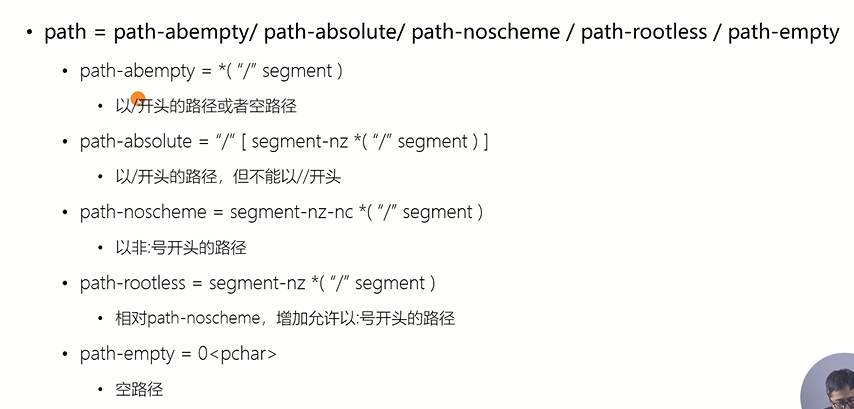 • path = path-abempty/ path-absolute/ path-noscheme / path-rootless / path-empty
• path-abempty = *( “/” segment )
• 以/开头的路径或者空路径
• path-absolute = “/” [ segment-nz *( “/” segment ) ]
• 以/开头的路径，但不能以//开头
• path-noscheme = segment-nz-nc *( “/” segment )
• 以非:号开头的路径
• path-rootless = segment-nz *( “/” segment )
• 相对path-noscheme，增加允许以:号开头的路径
• path-empty = 0<pchar>
• 空路径